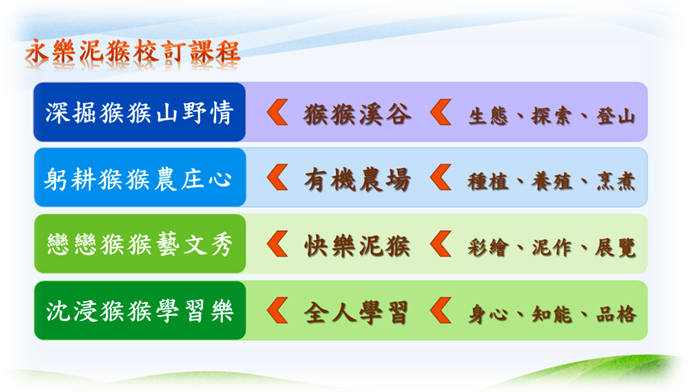 永樂泥猴校訂課程
深掘猴猴山野情 猴猴溪谷 生態、探索、登山
躬耕猴猴農庄心 有機農場 種植、養殖、烹煮
戀戀猴猴藝文秀 快樂泥猴 彩繪、泥作、展覽
沈浸猴猴學習樂 全人學習 身心、知能、品格